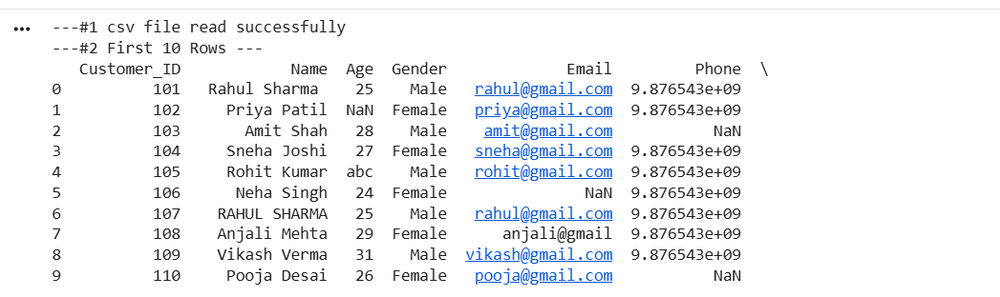 ---#1 csv file read successfully
---#2 First 10 Rows ---
Customer_ID Name Age Gender Email Phone \
0 101 Rahul Sharma 25 Male rahul@gmail.com 9.876543e+09
1 102 Priya Patil NaN Female priya@gmail.com 9.876543e+09
2 103 Amit Shah 28 Male amit@gmail.com NaN
3 104 Sneha Joshi 27 Female sneha@gmail.com 9.876543e+09
4 105 Rohit Kumar abc Male rohit@gmail.com 9.876543e+09
5 106 Neha Singh 24 Female NaN 9.876543e+09
6 107 RAHUL SHARMA 25 Male rahul@gmail.com 9.876543e+09
7 108 Anjali Mehta 29 Female anjali@gmail 9.876543e+09
8 109 Vikash Verma 31 Male vikash@gmail.com 9.876543e+09
9 110 Pooja Desai 26 Female pooja@gmail.com NaN